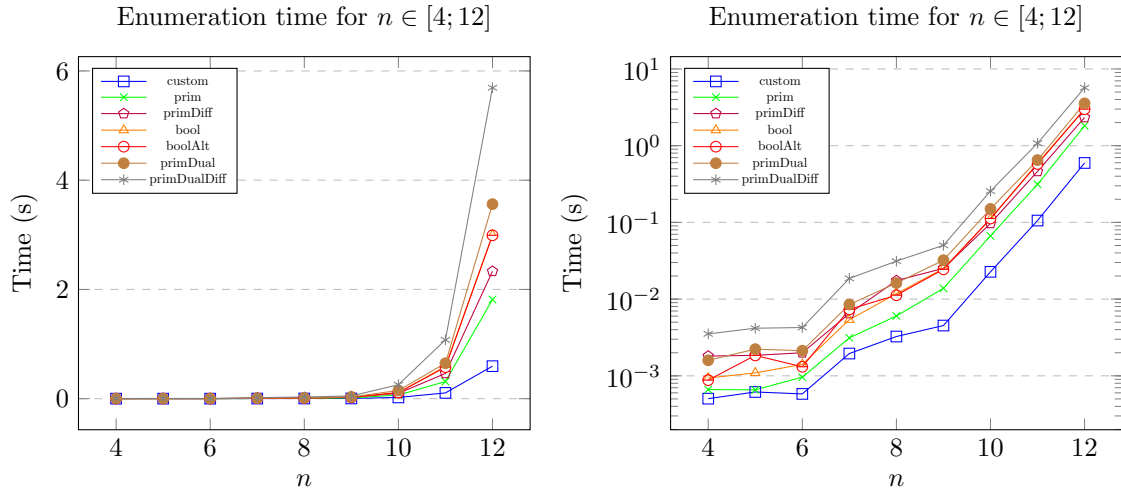 Enumeration time for n ∈ [4; 12]
6
4
2
0
Time (s)
custom
prim
primDiff
bool
boolAlt
primDual
primDualDiff
4 6 8 10 12
n
Enumeration time for n ∈ [4; 12]
10^1
10^0
10^−1
10^−2
10^−3
Time (s)
custom
prim
primDiff
bool
boolAlt
primDual
primDualDiff
4 6 8 10 12
n